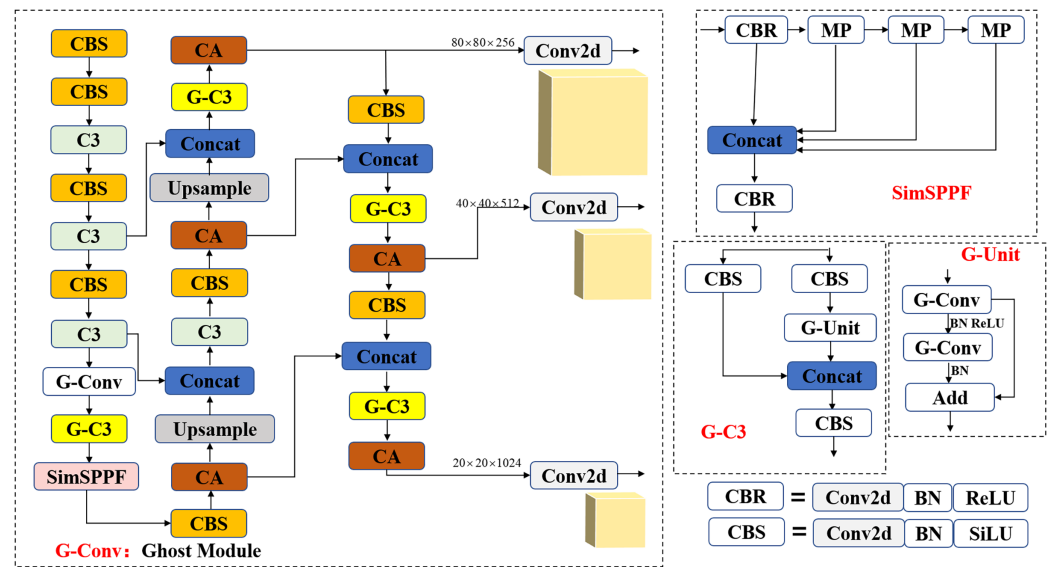 CBS
CBS
C3
CBS
C3
CBS
C3
G-Conv
G-C3
SimSPPF
CA
G-C3
Concat
Upsample
CA
CBS
C3
Concat
Upsample
CA
CBS
G-Conv：Ghost Module
CBS
Concat
G-C3
CA
CBS
Concat
G-C3
CA
80×80×256
Conv2d
40×40×512
Conv2d
20×20×1024
Conv2d
CBR MP MP MP
Concat
CBR
SimSPPF
CBS CBS
G-Unit
Concat
CBS
G-C3
G-Unit
G-Conv
BN ReLU
G-Conv
BN
Add
CBR = Conv2d BN ReLU
CBS = Conv2d BN SiLU